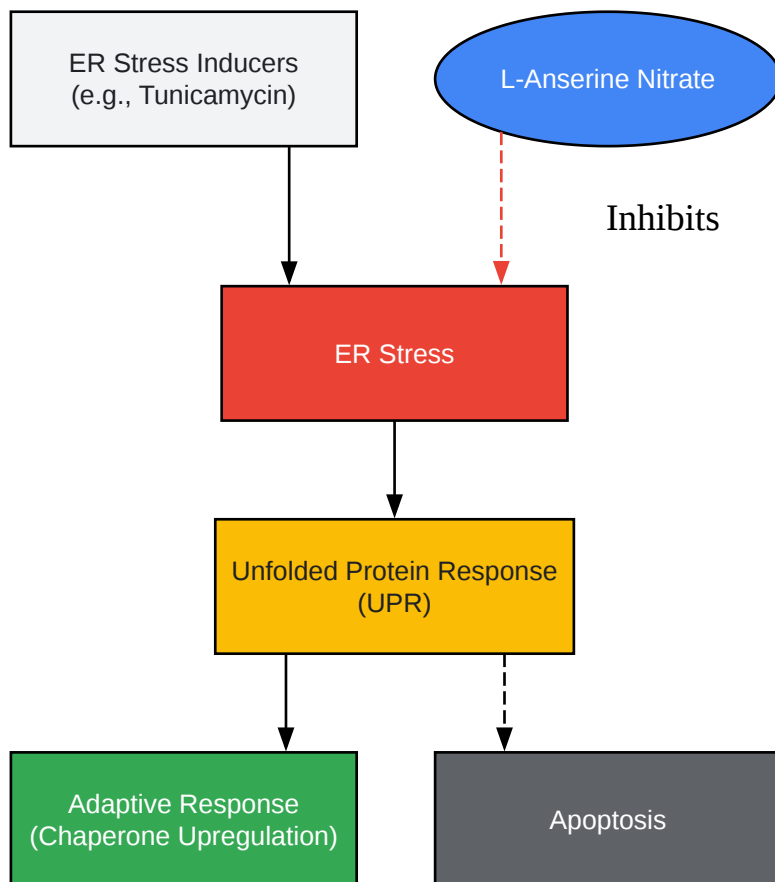 ER Stress Inducers
(e.g., Tunicamycin)
L-Anserine Nitrate
Inhibits
ER Stress
Unfolded Protein Response
(UPR)
Adaptive Response
(Chaperone Upregulation)
Apoptosis